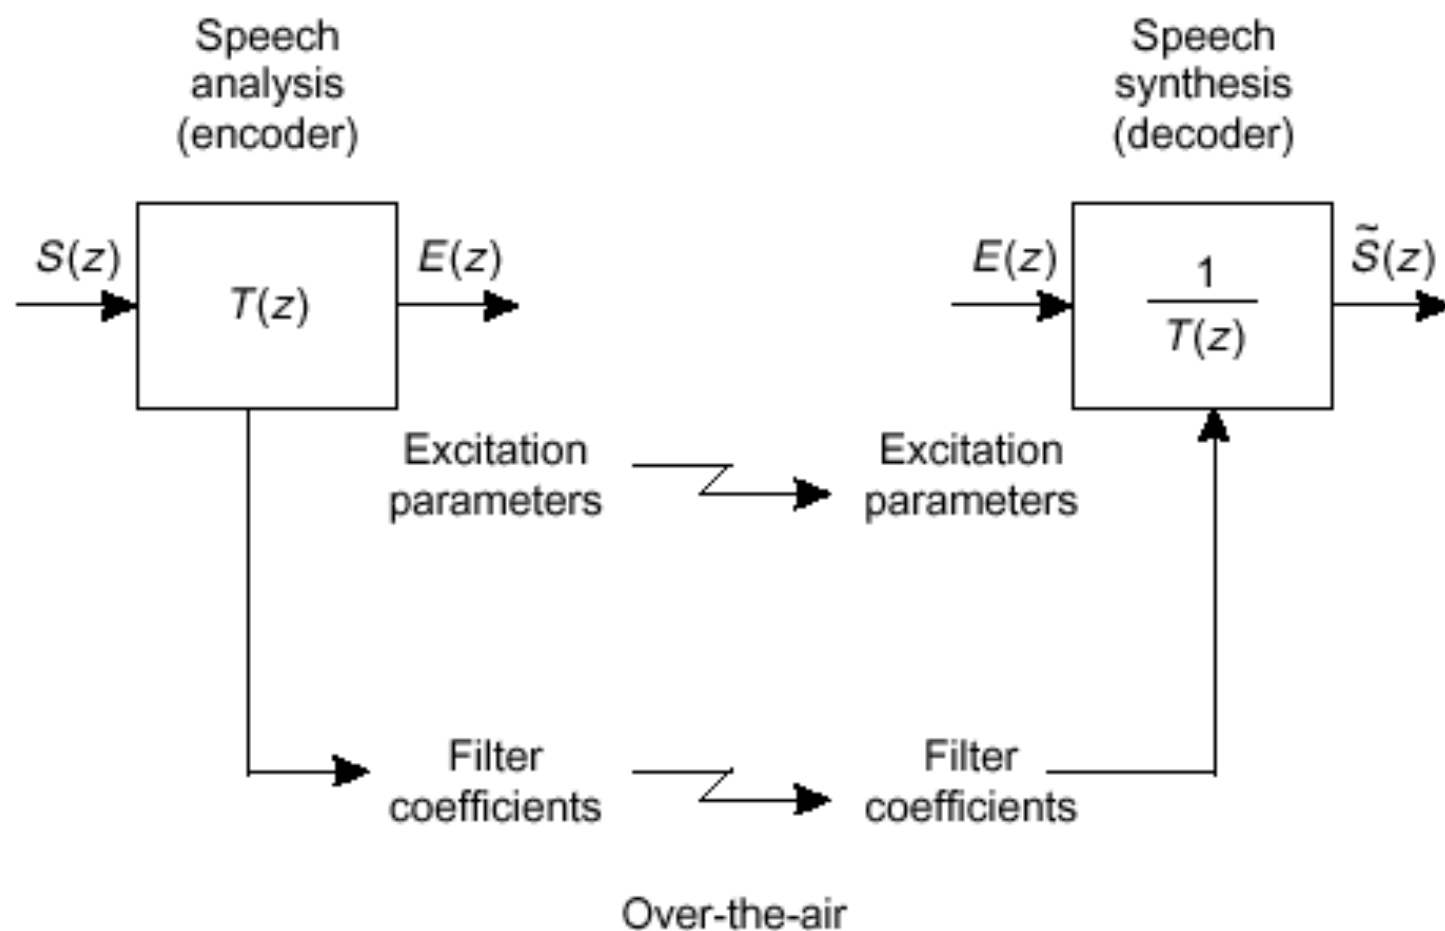 Speech
analysis
(encoder)
Speech
synthesis
(decoder)
S(z)
T(z)
E(z)
E(z)
1
T(z)
S̃(z)
Excitation
parameters
Excitation
parameters
Filter
coefficients
Filter
coefficients
Over-the-air